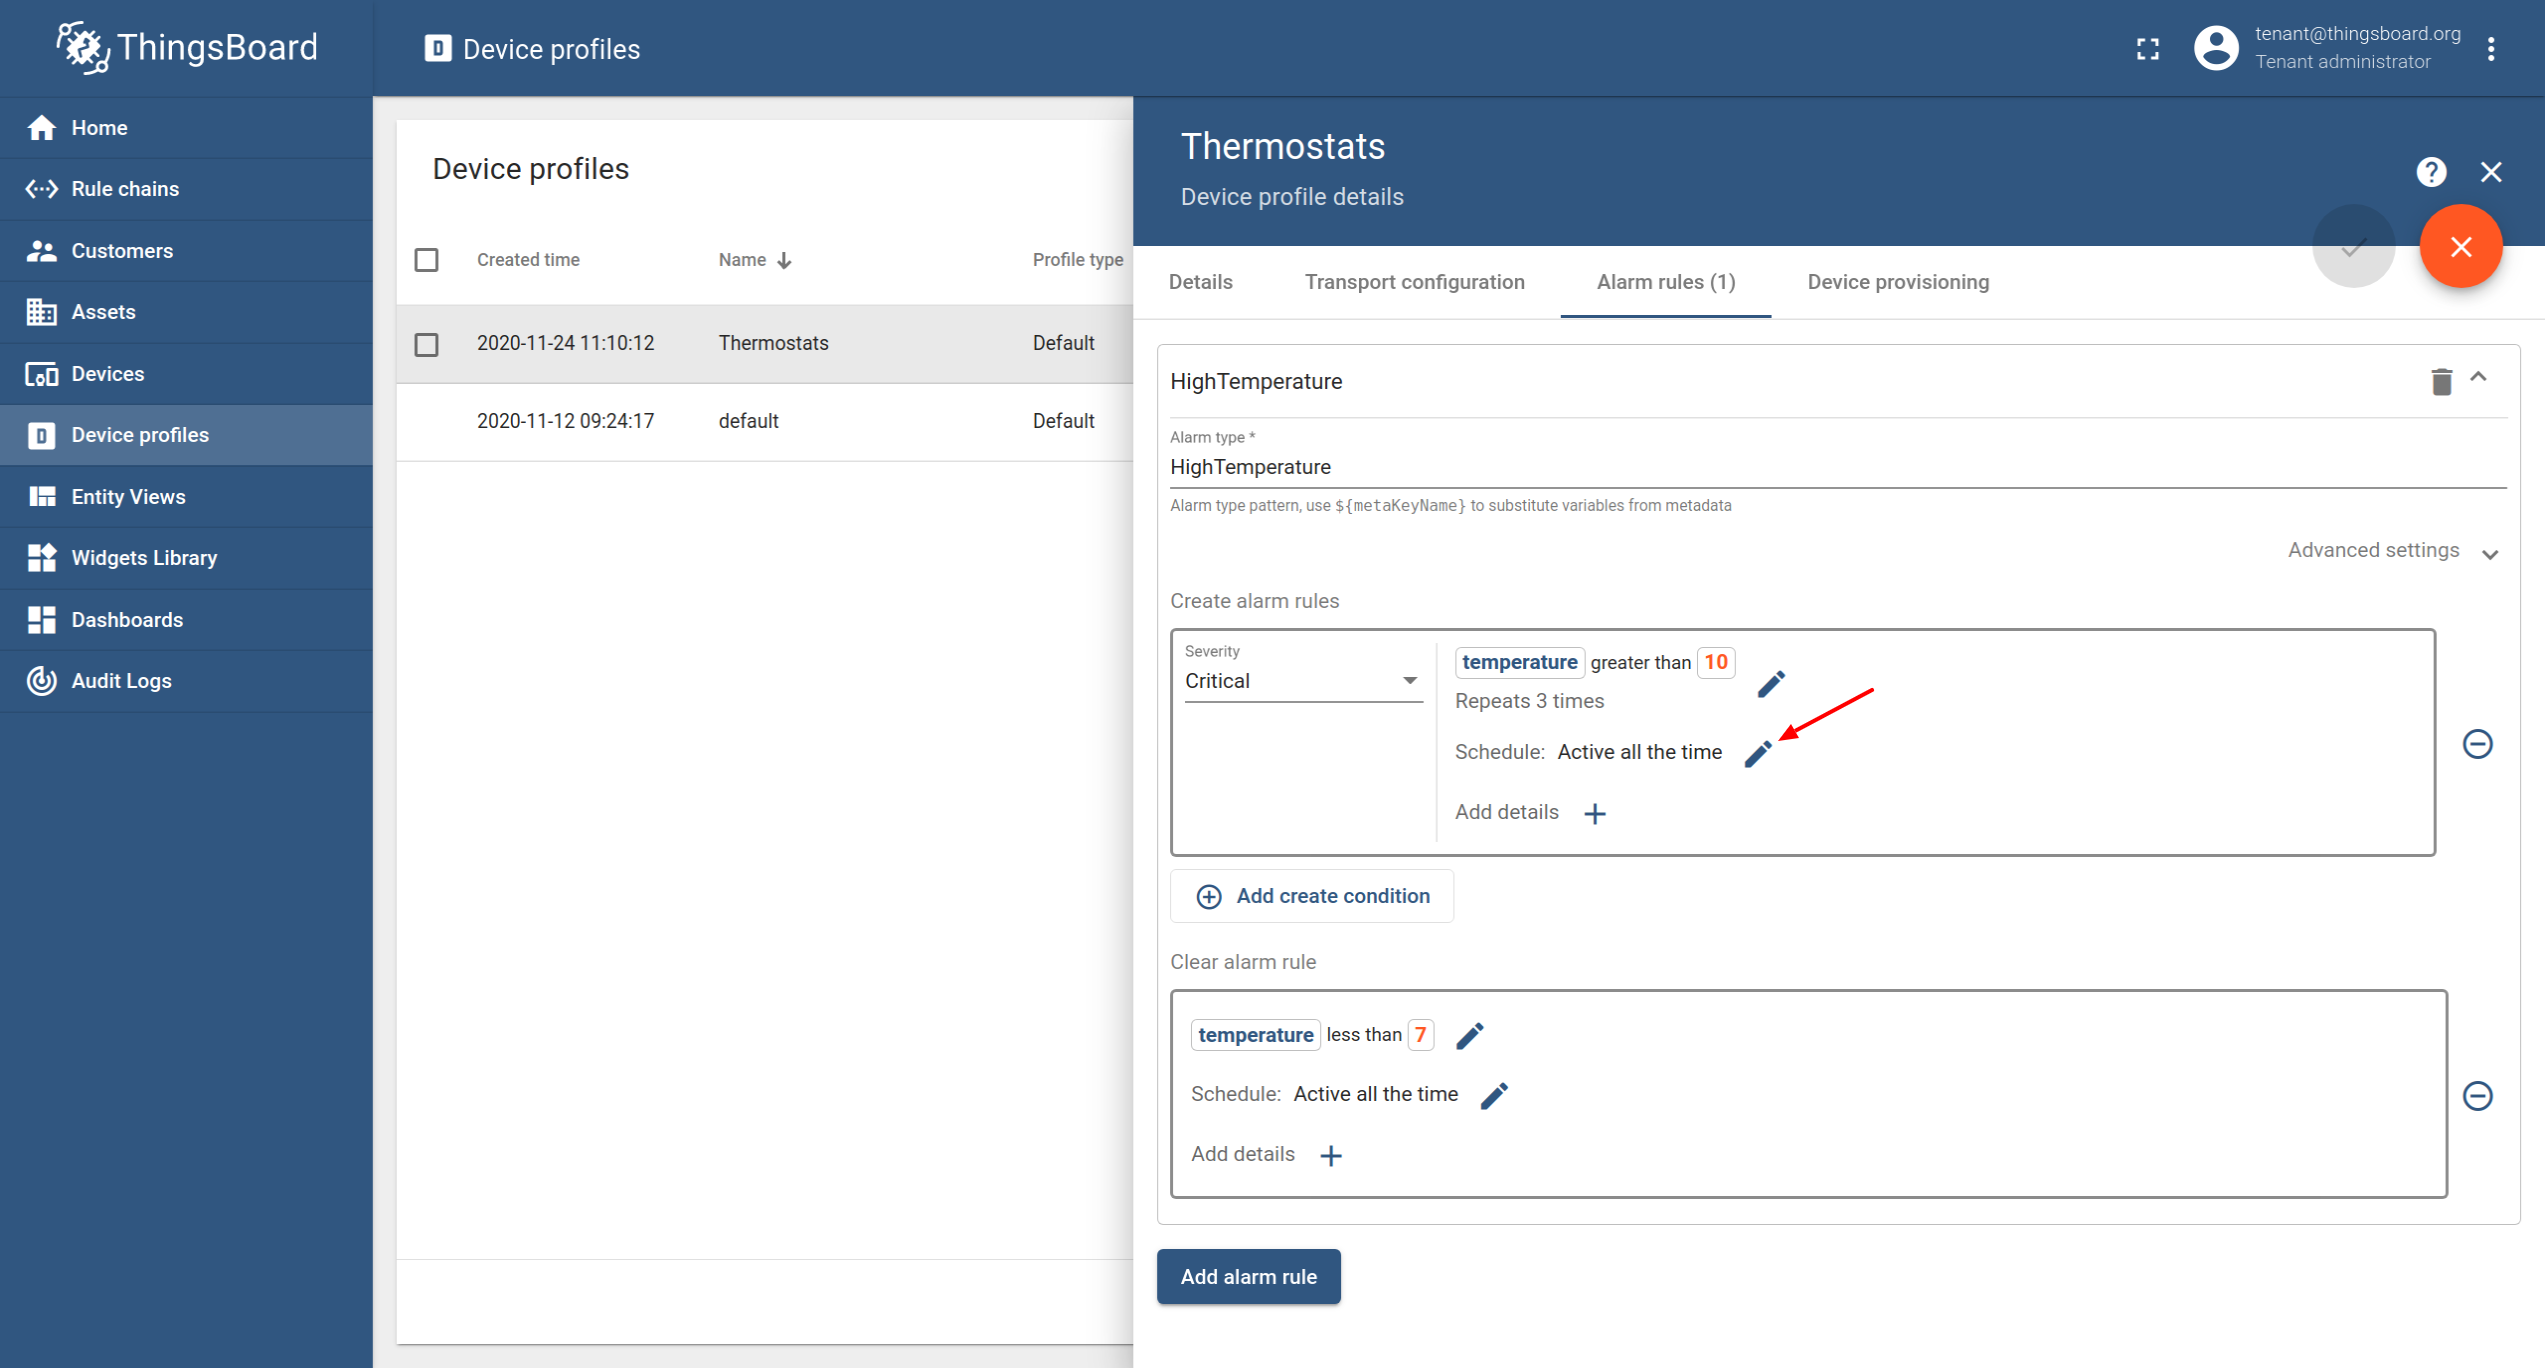 ThingsBoard
Device profiles
tenant@thingsboard.org
Tenant administrator
Home
Rule chains
Customers
Assets
Devices
D Device profiles
Entity Views
Widgets Library
Dashboards
Audit Logs
Device profiles
Created time Name Profile type
2020-11-24 11:10:12 Thermostats Default
2020-11-12 09:24:17 default Default
Thermostats
Device profile details
Details Transport configuration Alarm rules (1) Device provisioning
HighTemperature
Alarm type *
HighTemperature
Alarm type pattern, use ${metaKeyName} to substitute variables from metadata
Advanced settings
Create alarm rules
Severity
Critical
temperature greater than 10
Repeats 3 times
Schedule: Active all the time
Add details
Add create condition
Clear alarm rule
temperature less than 7
Schedule: Active all the time
Add details
Add alarm rule